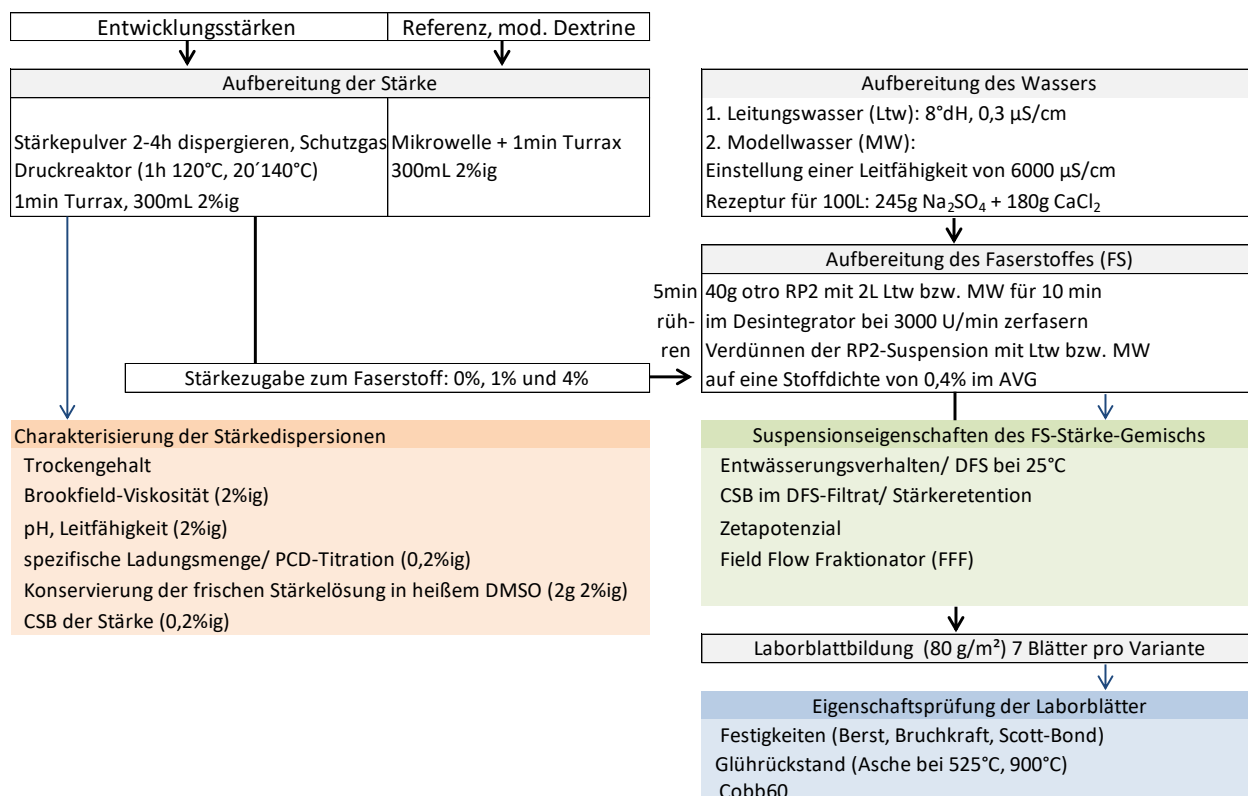 Entwicklungsstärken
Referenz, mod. Dextrine
Aufbereitung der Stärke
Stärkepulver 2-4h dispergieren, Schutzgas
Druckreaktor (1h 120°C, 20´140°C)
1min Turrax, 300mL 2%ig
Mikrowelle + 1min Turrax
300mL 2%ig
Aufbereitung des Wassers
1. Leitungswasser (Ltw): 8°dH, 0,3 µS/cm
2. Modellwasser (MW):
Einstellung einer Leitfähigkeit von 6000 µS/cm
Rezeptur für 100L: 245g Na₂SO₄ + 180g CaCl₂
Aufbereitung des Faserstoffes (FS)
40g otro RP2 mit 2L Ltw bzw. MW für 10 min
im Desintegrator bei 3000 U/min zerfasern
Verdünnen der RP2-Suspension mit Ltw bzw. MW
auf eine Stoffdichte von 0,4% im AVG
5min
rüh-
ren
Stärkezugabe zum Faserstoff: 0%, 1% und 4%
Charakterisierung der Stärkedispersionen
Trockengehalt
Brookfield-Viskosität (2%ig)
pH, Leitfähigkeit (2%ig)
spezifische Ladungsmenge/ PCD-Titration (0,2%ig)
Konservierung der frischen Stärkelösung in heißem DMSO (2g 2%ig)
CSB der Stärke (0,2%ig)
Suspensionseigenschaften des FS-Stärke-Gemischs
Entwässerungsverhalten/ DFS bei 25°C
CSB im DFS-Filtrat/ Stärkeretention
Zetapotenzial
Field Flow Fraktionator (FFF)
Laborblattbildung (80 g/m²) 7 Blätter pro Variante
Eigenschaftsprüfung der Laborblätter
Festigkeiten (Berst, Bruchkraft, Scott-Bond)
Glührückstand (Asche bei 525°C, 900°C)
Cobb60